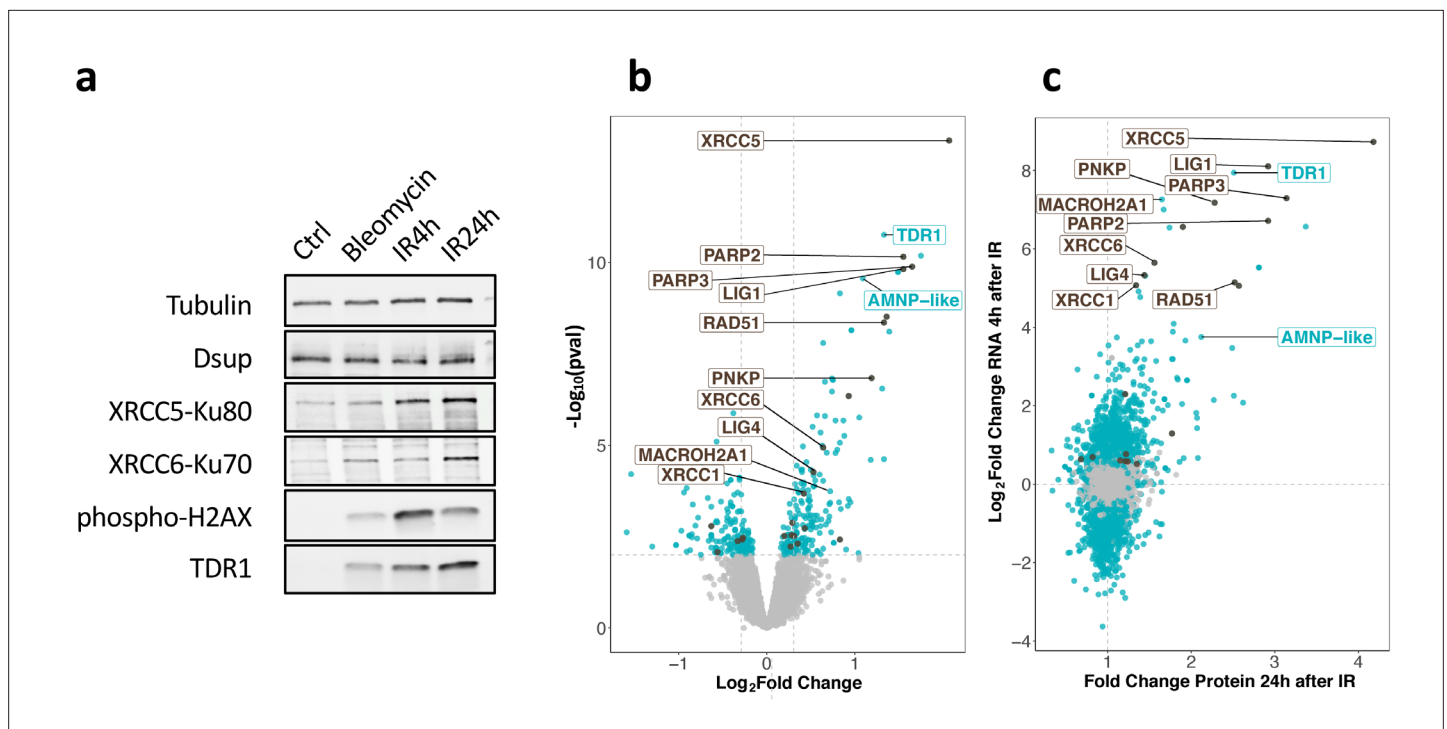 a
b
c
Ctrl
Bleomycin
IR4h
IR24h
Tubulin
Dsup
XRCC5-Ku80
XRCC6-Ku70
phospho-H2AX
TDR1
-Log₁₀(pval)
10
5
0
XRCC5
TDR1
PARP2
PARP3
LIG1
AMNP−like
RAD51
PNKP
XRCC6
LIG4
MACROH2A1
XRCC1
−1
0
1
Log₂Fold Change
Log₂Fold Change RNA 4h after IR
8
6
4
2
0
−2
−4
XRCC5
LIG1
PNKP
TDR1
PARP3
MACROH2A1
PARP2
XRCC6
LIG4
XRCC1
RAD51
AMNP−like
1
2
3
4
Fold Change Protein 24h after IR